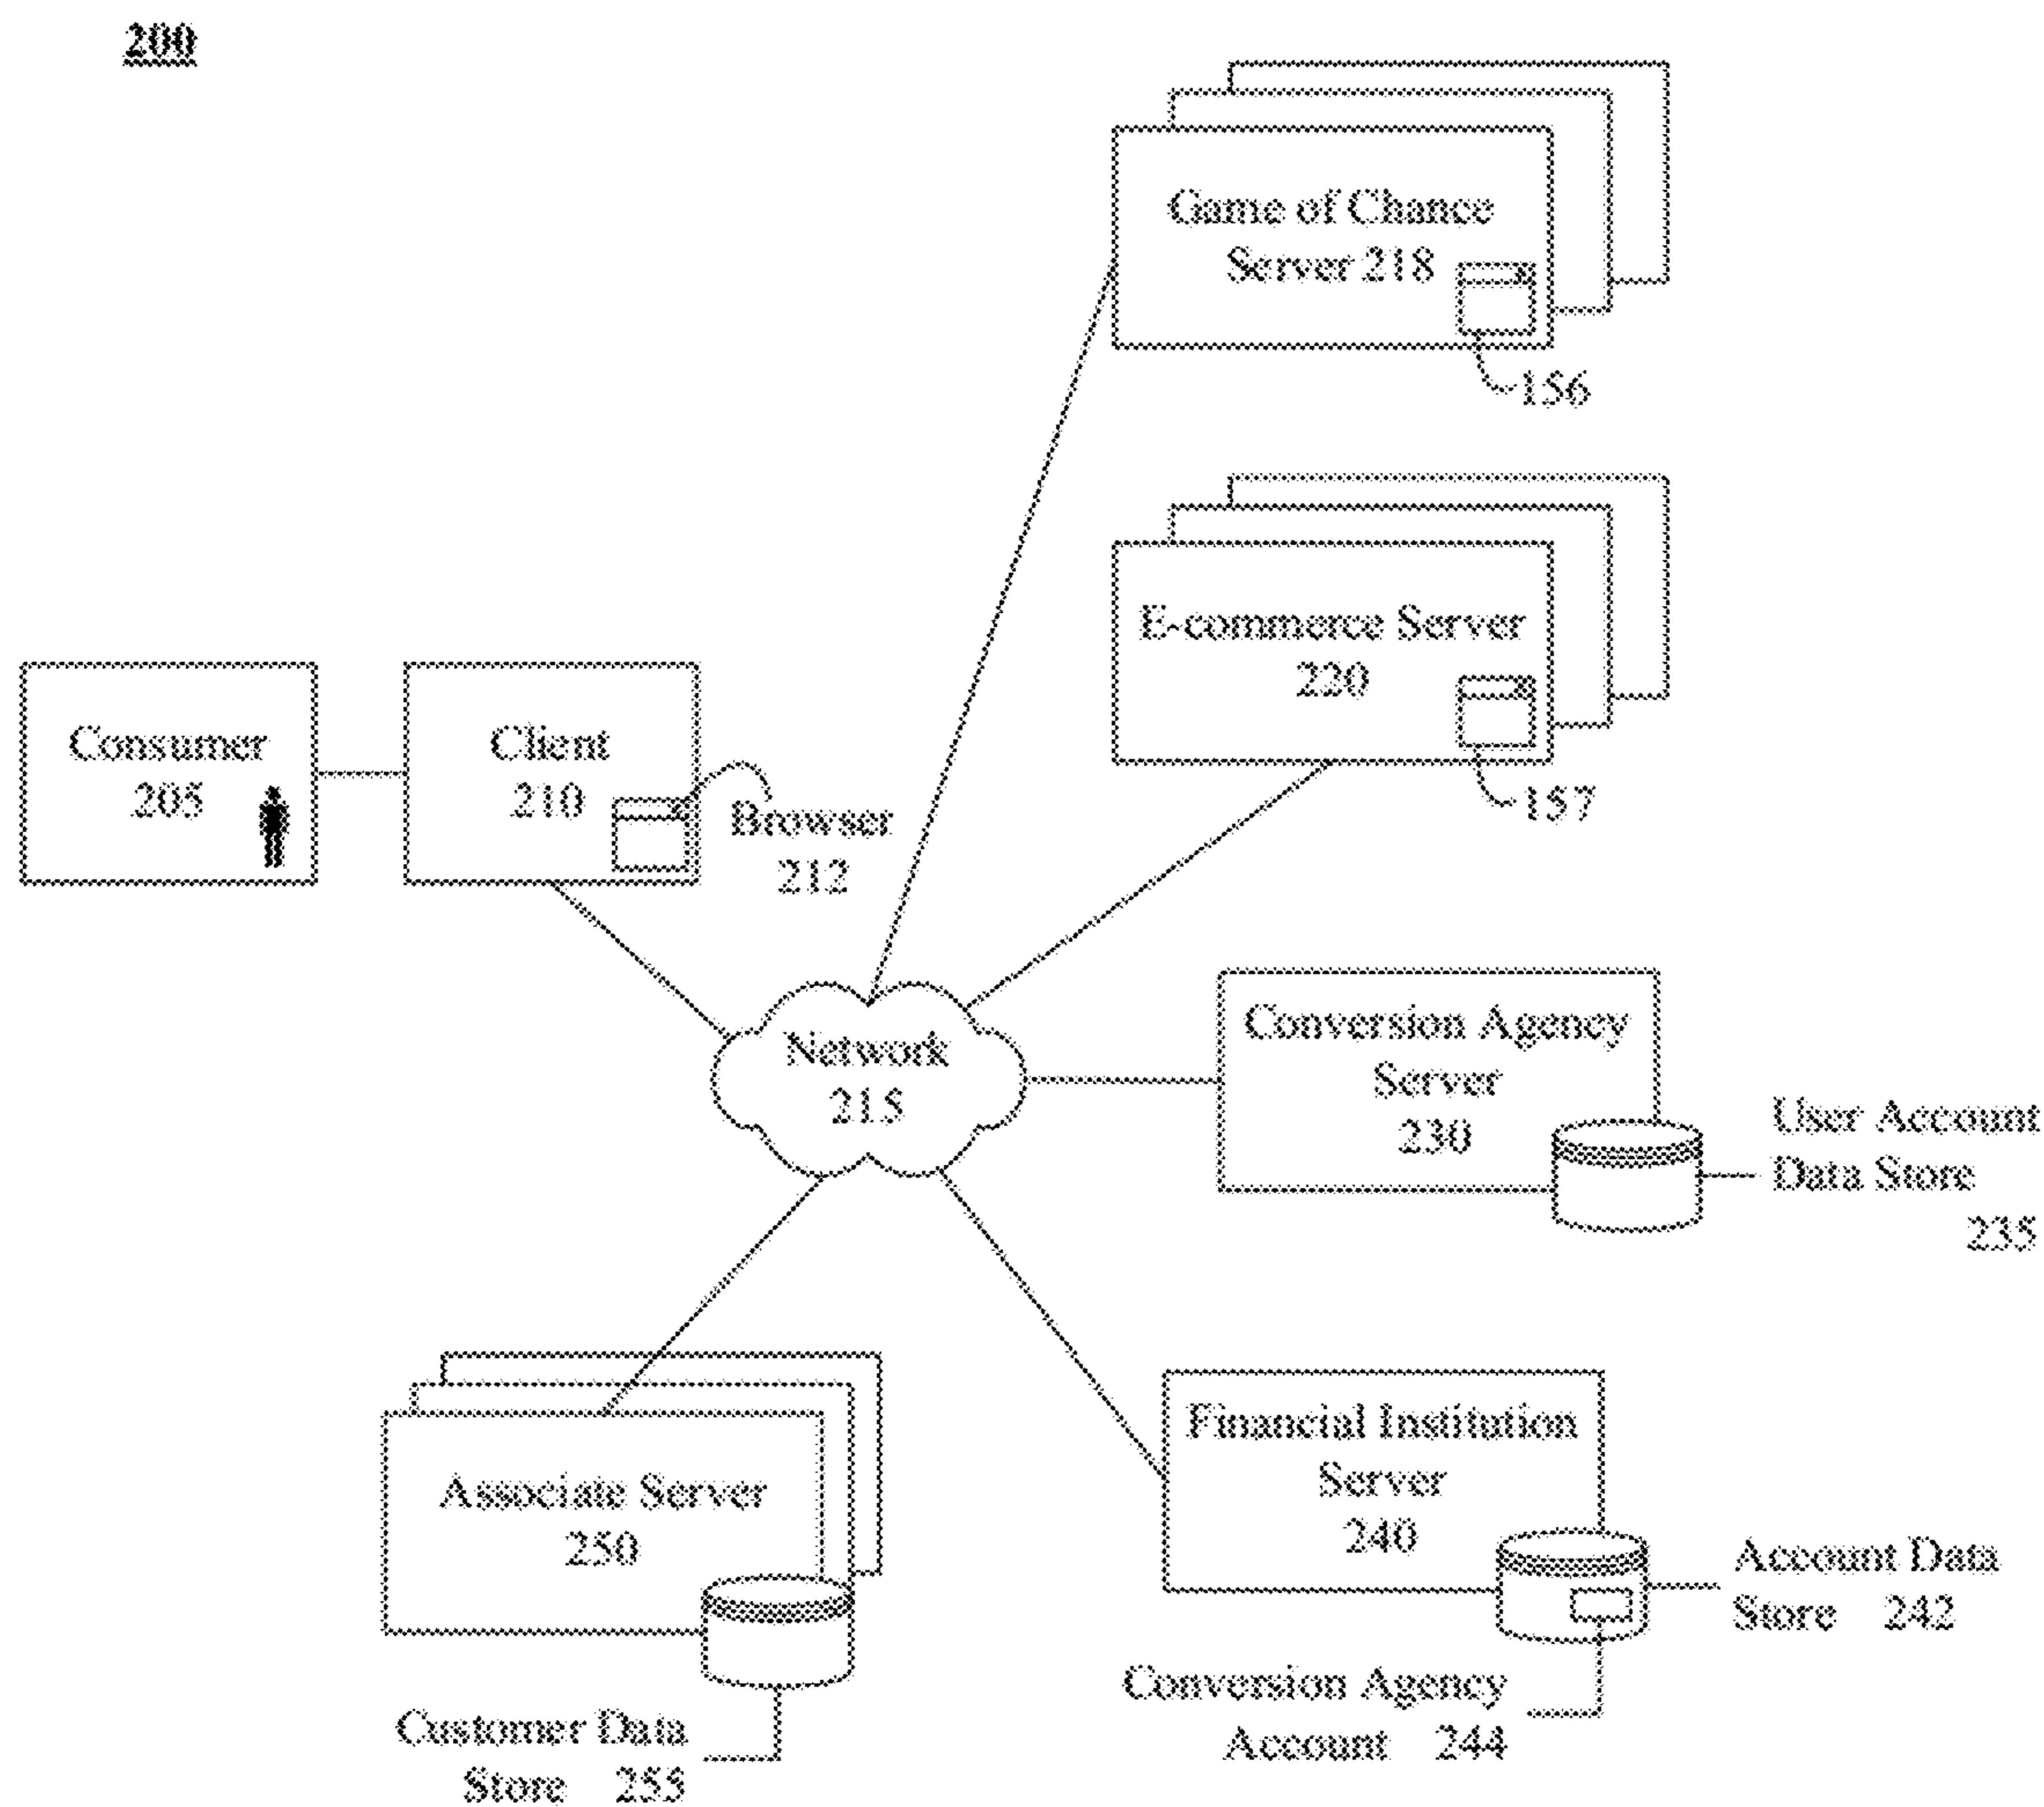 200
Game of Chance
Server 218
156
E-commerce Server
220
157
Consumer
205
Client
210
Browser
212
Network
215
Conversion Agency
Server
230
User Account
Data Store
235
Associate Server
250
Customer Data
Store 255
Financial Institution
Server
240
Account Data
Store 242
Conversion Agency
Account 244